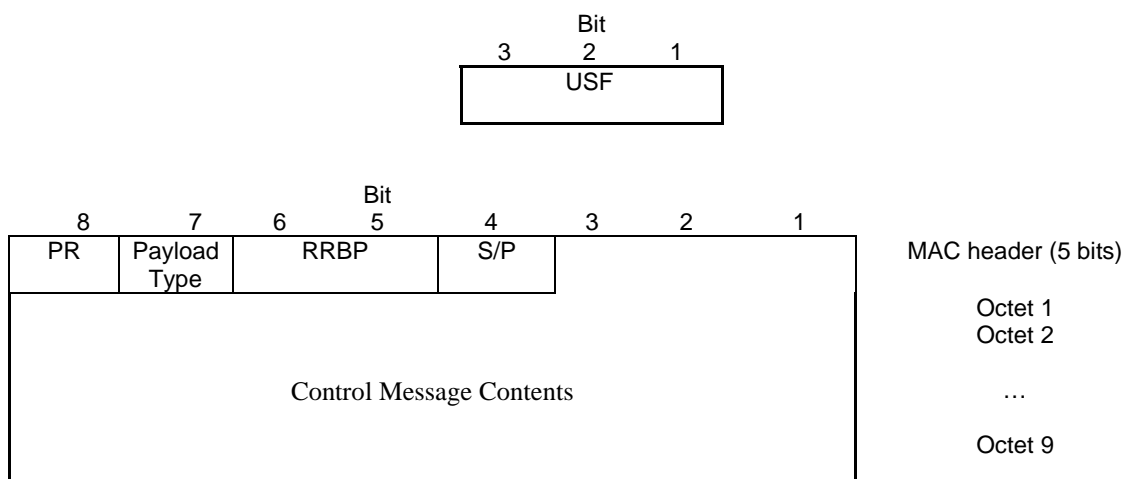 Bit
3 2 1
USF
Bit
8 7 6 5 4 3 2 1
PR Payload Type RRBP S/P MAC header (5 bits)
Octet 1
Octet 2
Control Message Contents …
Octet 9